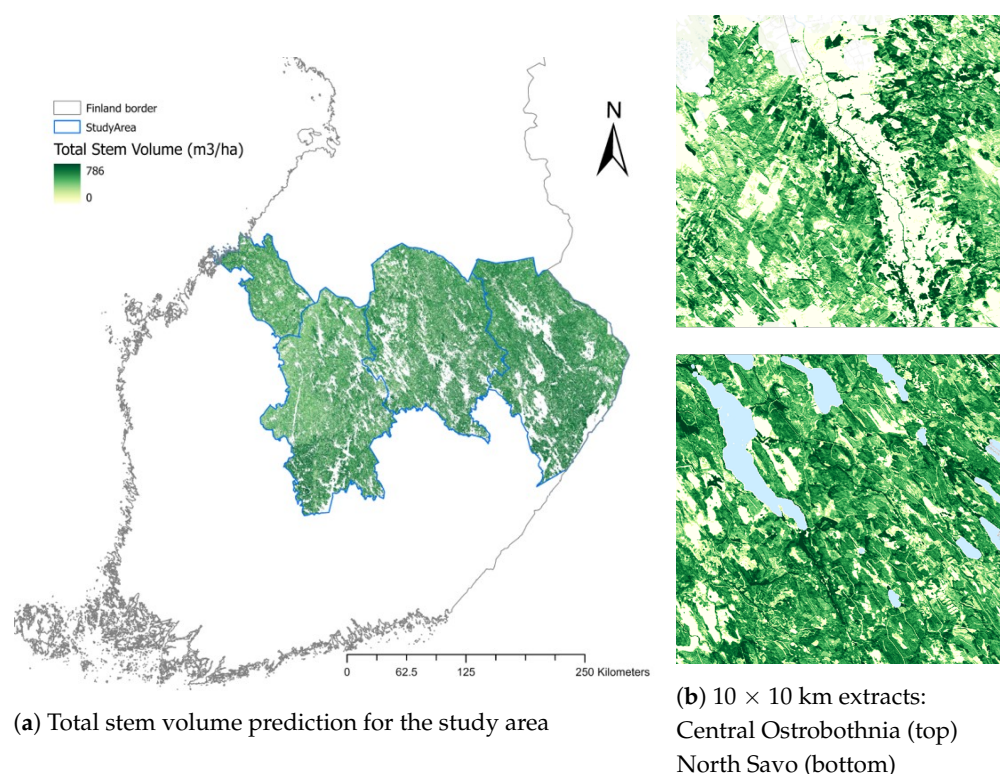 Finland border
StudyArea
Total Stem Volume (m3/ha)
786
0
N
0 62.5 125 250 Kilometers
(a) Total stem volume prediction for the study area
(b) 10 × 10 km extracts:
Central Ostrobothnia (top)
North Savo (bottom)